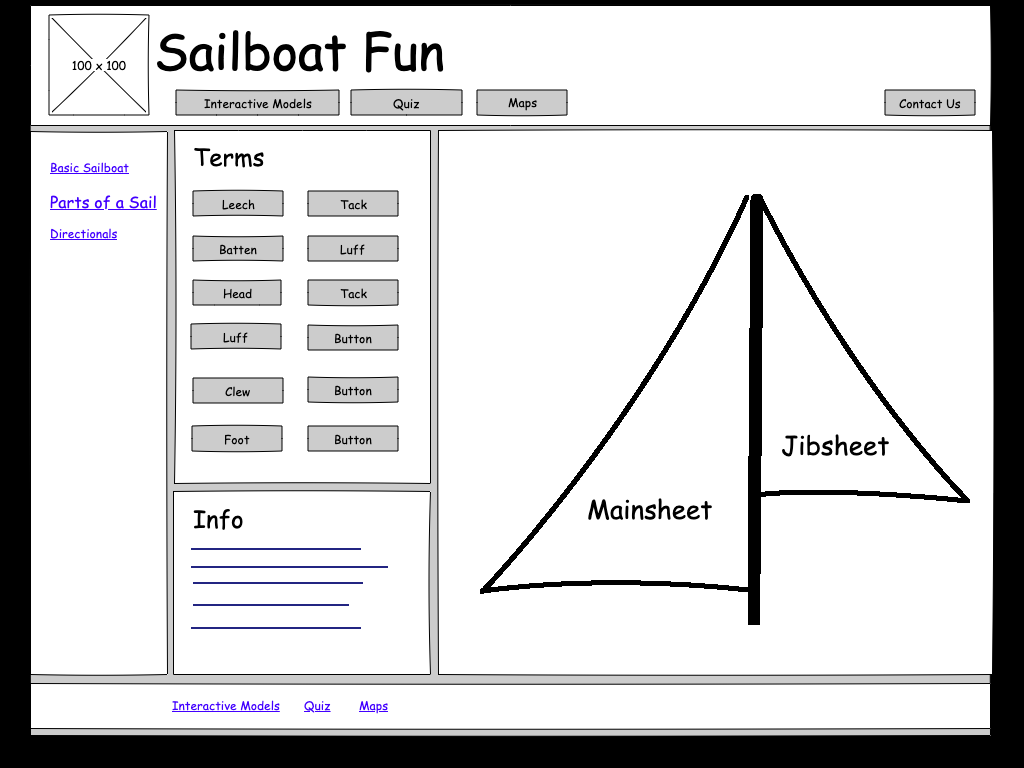 100 x 100
Sailboat Fun
Interactive Models Quiz Maps Contact Us
Basic Sailboat
Parts of a Sail
Directionals
Terms
Leech Tack
Batten Luff
Head Tack
Luff Button
Clew Button
Foot Button
Info
Jibsheet
Mainsheet
Interactive Models Quiz Maps